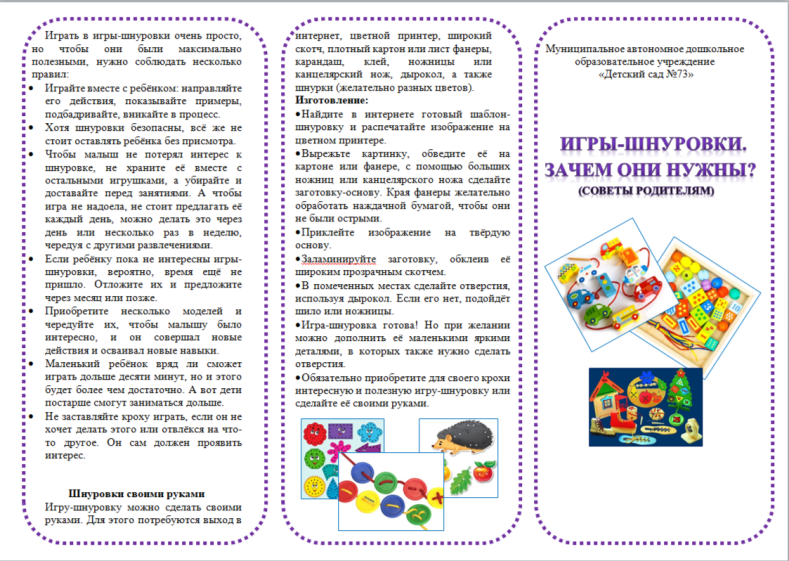 Играть в игры-шнуровки очень просто,
но чтобы они были максимально
полезными, нужно соблюдать несколько
правил:
• Играйте вместе с ребёнком: направляйте
его действия, показывайте примеры,
подбадривайте, вникайте в процесс.
• Хотя шнуровки безопасны, всё же не
стоит оставлять ребёнка без присмотра.
• Чтобы малыш не потерял интерес к
шнуровке, не храните её вместе с
остальными игрушками, а убирайте и
доставайте перед занятиями. А чтобы
игра не надоела, не стоит предлагать её
каждый день, можно делать это через
день или несколько раз в неделю,
чередуя с другими развлечениями.
• Если ребёнку пока не интересны игры-
шнуровки, вероятно, время ещё не
пришло. Отложите их и предложите
через месяц или позже.
• Приобретите несколько моделей и
чередуйте их, чтобы малышу было
интересно, и он совершал новые
действия и осваивал новые навыки.
• Маленький ребёнок вряд ли сможет
играть дольше десяти минут, но и этого
будет более чем достаточно. А вот дети
постарше смогут заниматься дольше.
• Не заставляйте кроху играть, если он не
хочет делать этого или отвлёкся на что-
то другое. Он сам должен проявить
интерес.
Шнуровки своими руками
Игру-шнуровку можно сделать своими
руками. Для этого потребуются выход в
интернет, цветной принтер, широкий
скотч, плотный картон или лист фанеры,
карандаш, клей, ножницы или
канцелярский нож, дырокол, а также
шнурки (желательно разных цветов).
Изготовление:
•Найдите в интернете готовый шаблон-
шнуровку и распечатайте изображение на
цветном принтере.
•Вырежьте картинку, обведите её на
картоне или фанере, с помощью больших
ножниц или канцелярского ножа сделайте
заготовку-основу. Края фанеры желательно
обработать наждачной бумагой, чтобы они
не были острыми.
•Приклейте изображение на твёрдую
основу.
•Заламинируйте заготовку, обклеив её
широким прозрачным скотчем.
•В помеченных местах сделайте отверстия,
используя дырокол. Если его нет, подойдёт
шило или ножницы.
•Игра-шнуровка готова! Но при желании
можно дополнить её маленькими яркими
деталями, в которых также нужно сделать
отверстия.
•Обязательно приобретите для своего крохи
интересную и полезную игру-шнуровку или
сделайте её своими руками.
Муниципальное автономное дошкольное
образовательное учреждение
«Детский сад №73»
ИГРЫ-ШНУРОВКИ.
ЗАЧЕМ ОНИ НУЖНЫ?
(СОВЕТЫ РОДИТЕЛЯМ)